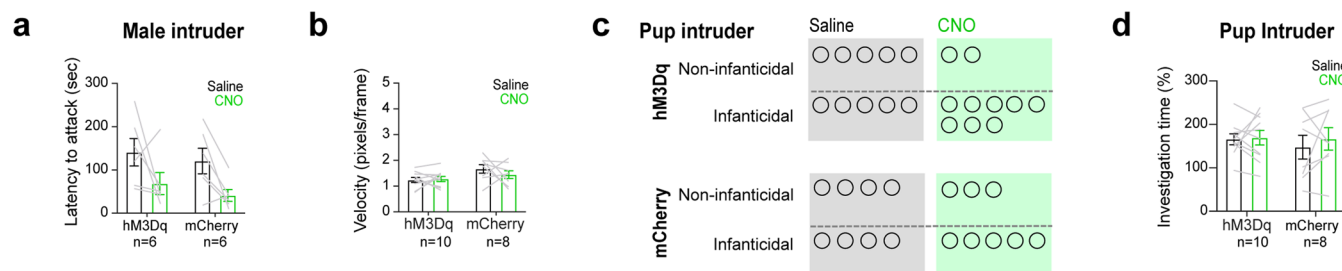 a
Male intruder
Latency to attack (sec)
300
200
100
0
Saline
CNO
hM3Dq
n=6
mCherry
n=6
b
Velocity (pixels/frame)
5
4
3
2
1
0
Saline
CNO
hM3Dq
n=10
mCherry
n=8
c
Pup intruder
Saline
CNO
hM3Dq
Non-infanticidal
Infanticidal
mCherry
Non-infanticidal
Infanticidal
d
Pup Intruder
Investigation time (%)
300
200
100
0
Saline
CNO
hM3Dq
n=10
mCherry
n=8